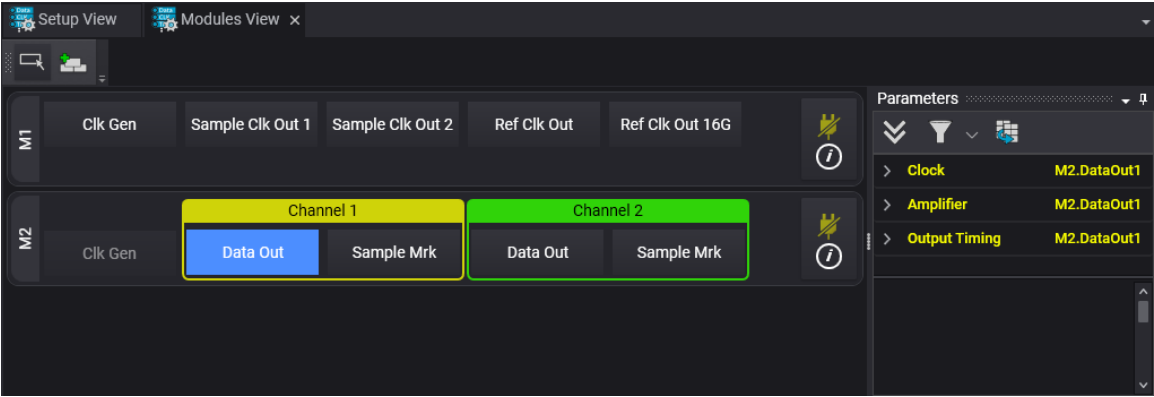 Setup View
Modules View
Parameters
M1
Clk Gen
Sample Clk Out 1
Sample Clk Out 2
Ref Clk Out
Ref Clk Out 16G
M2
Clk Gen
Channel 1
Data Out
Sample Mrk
Channel 2
Data Out
Sample Mrk
Clock M2.DataOut1
Amplifier M2.DataOut1
Output Timing M2.DataOut1